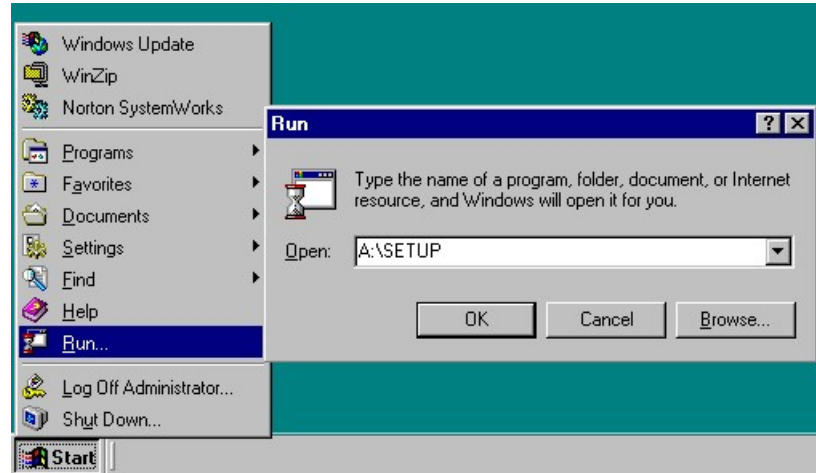 Windows Update
WinZip
Norton SystemWorks
Programs
Favorites
Documents
Settings
Find
Help
Run...
Log Off Administrator...
Shut Down...
Start
Run
Type the name of a program, folder, document, or Internet
resource, and Windows will open it for you.
Open: A:\SETUP
OK Cancel Browse...